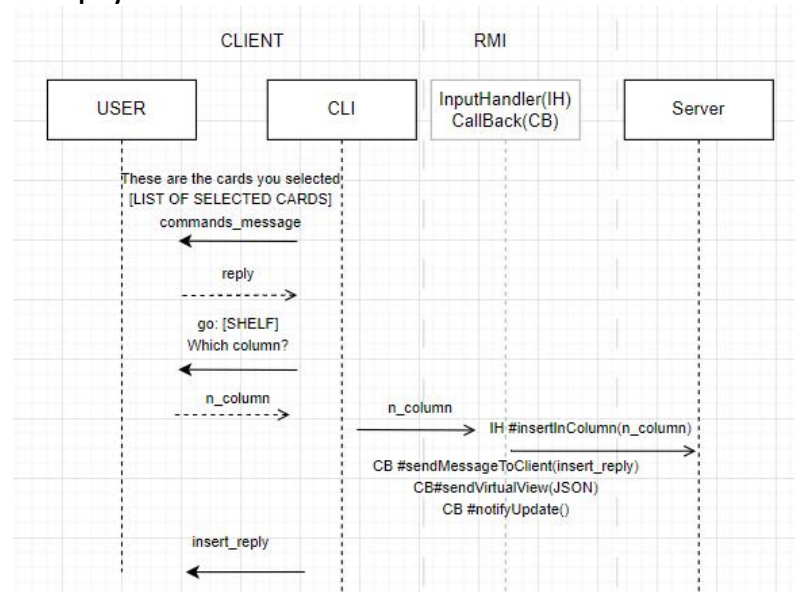 CLIENT
RMI
USER
CLI
InputHandler(IH)
CallBack(CB)
Server
These are the cards you selected
[LIST OF SELECTED CARDS]
commands_message
reply
go: [SHELF]
Which column?
n_column
n_column
IH #insertInColumn(n_column)
CB #sendMessageToClient(insert_reply)
CB#sendVirtualView(JSON)
CB #notifyUpdate()
insert_reply